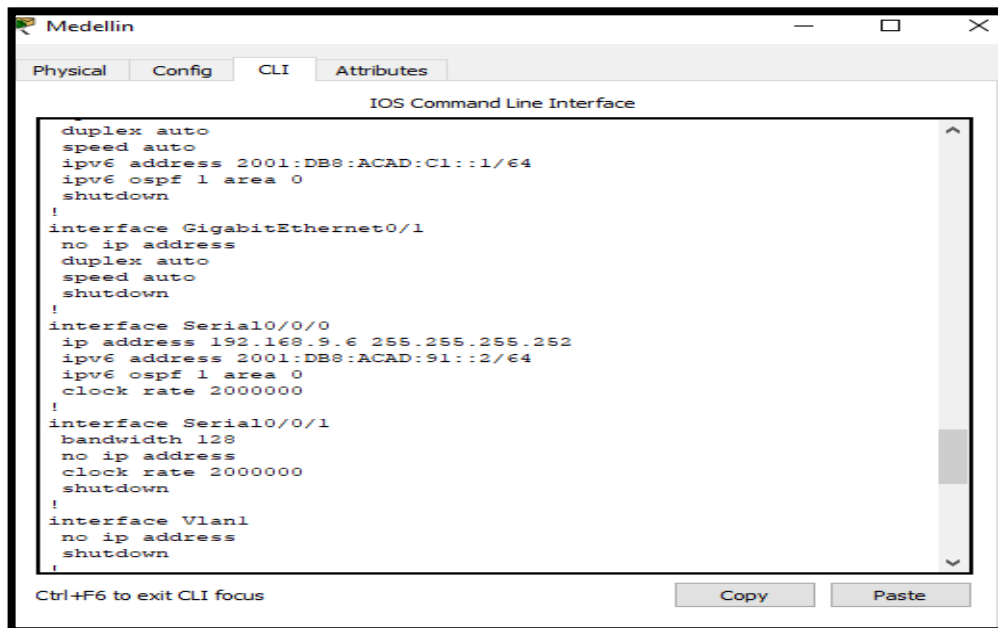 Medellin
Physical Config CLI Attributes
IOS Command Line Interface
duplex auto
speed auto
ipv6 address 2001:DB8:ACAD:C1::1/64
ipv6 ospf 1 area 0
shutdown
!
interface GigabitEthernet0/1
no ip address
duplex auto
speed auto
shutdown
!
interface Serial0/0/0
ip address 192.168.9.6 255.255.255.252
ipv6 address 2001:DB8:ACAD:91::2/64
ipv6 ospf 1 area 0
clock rate 2000000
!
interface Serial0/0/1
bandwidth 128
no ip address
clock rate 2000000
shutdown
!
interface Vlan1
no ip address
shutdown
!
Ctrl+F6 to exit CLI focus
Copy Paste